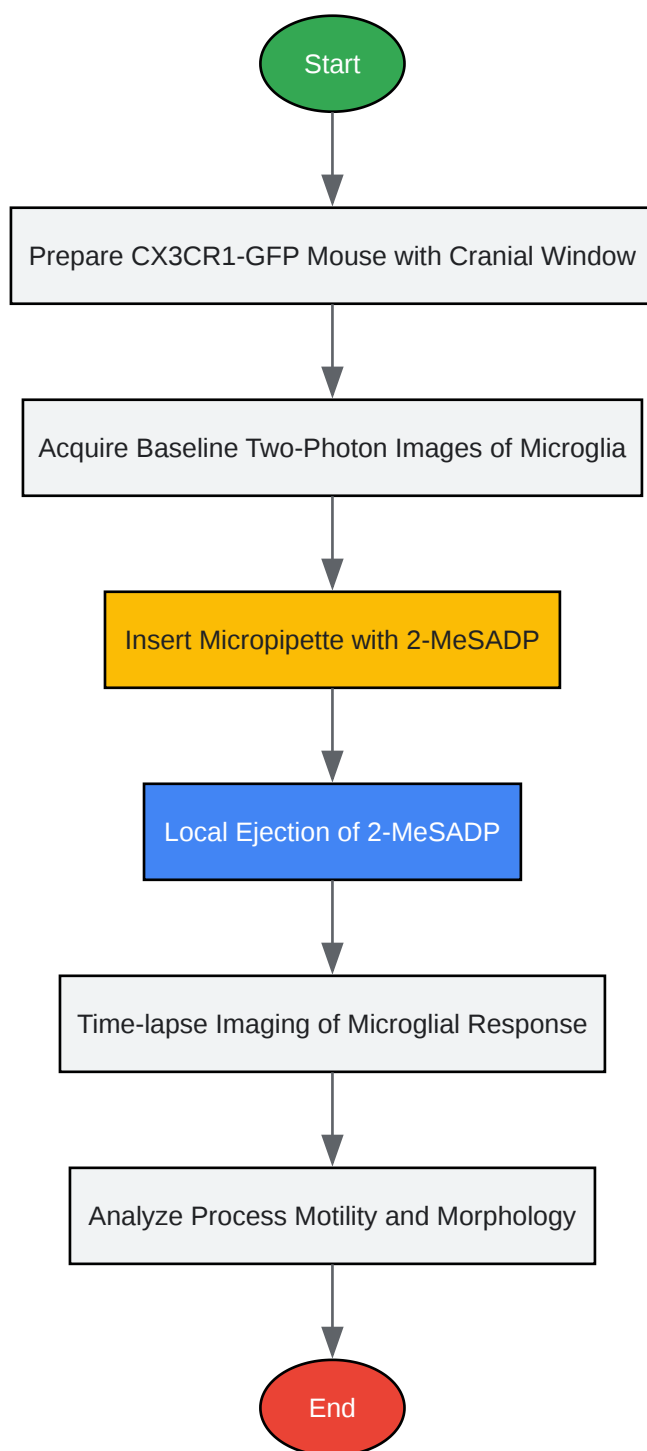 Start
Prepare CX3CR1-GFP Mouse with Cranial Window
Acquire Baseline Two-Photon Images of Microglia
Insert Micropipette with 2-MeSADP
Local Ejection of 2-MeSADP
Time-lapse Imaging of Microglial Response
Analyze Process Motility and Morphology
End